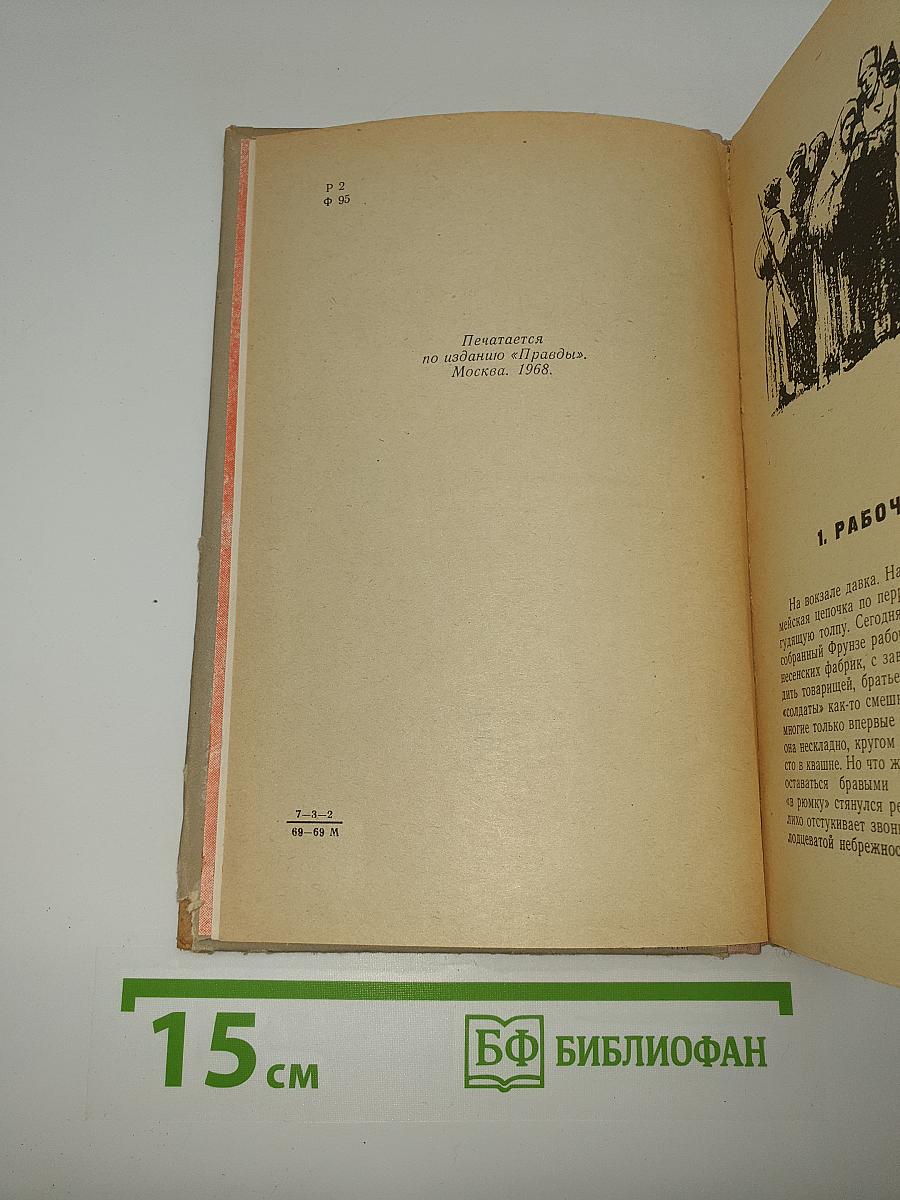 Р 2
Ф 95
Печатается
по изданию «Правды».
Москва. 1968.
7—3—2
69—69 М
1. РАБОЧ
На вокзале давка. На
мейская цепочка по перр
гудящую толпу. Сегодня
собранный Фрунзе рабоч
несенских фабрик, с зав
дить товарищей, братье
«солдаты» как-то смешн
многие только впервые
она нескладно, кругом
сто в квашне. Но что ж
оставаться бравыми
«в рюмку» стянулся ре
лихо отстукивает звон
лодцеватой небрежнос
15 см
БФ БИБЛИОФАН